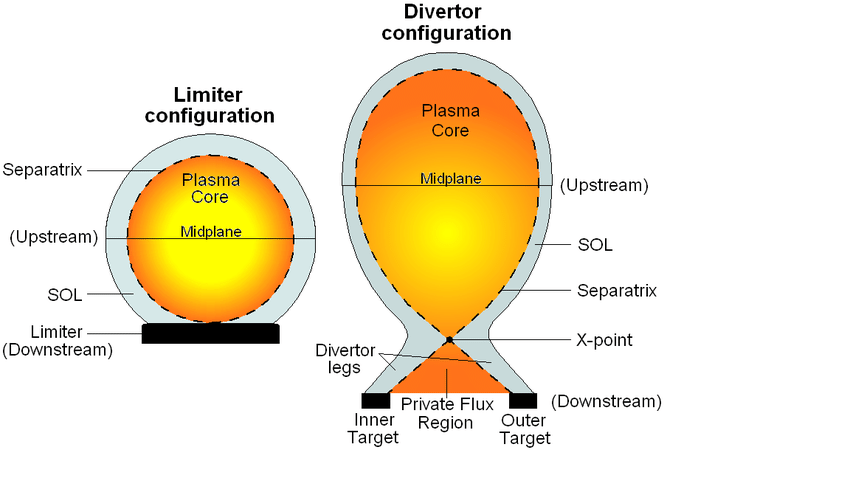 Limiter
configuration
Separatrix
Plasma
Core
(Upstream)
Midplane
SOL
Limiter
(Downstream)
Divertor
configuration
Plasma
Core
Midplane
(Upstream)
SOL
Separatrix
X-point
Divertor
legs
Private Flux
Region
(Downstream)
Inner
Target
Outer
Target